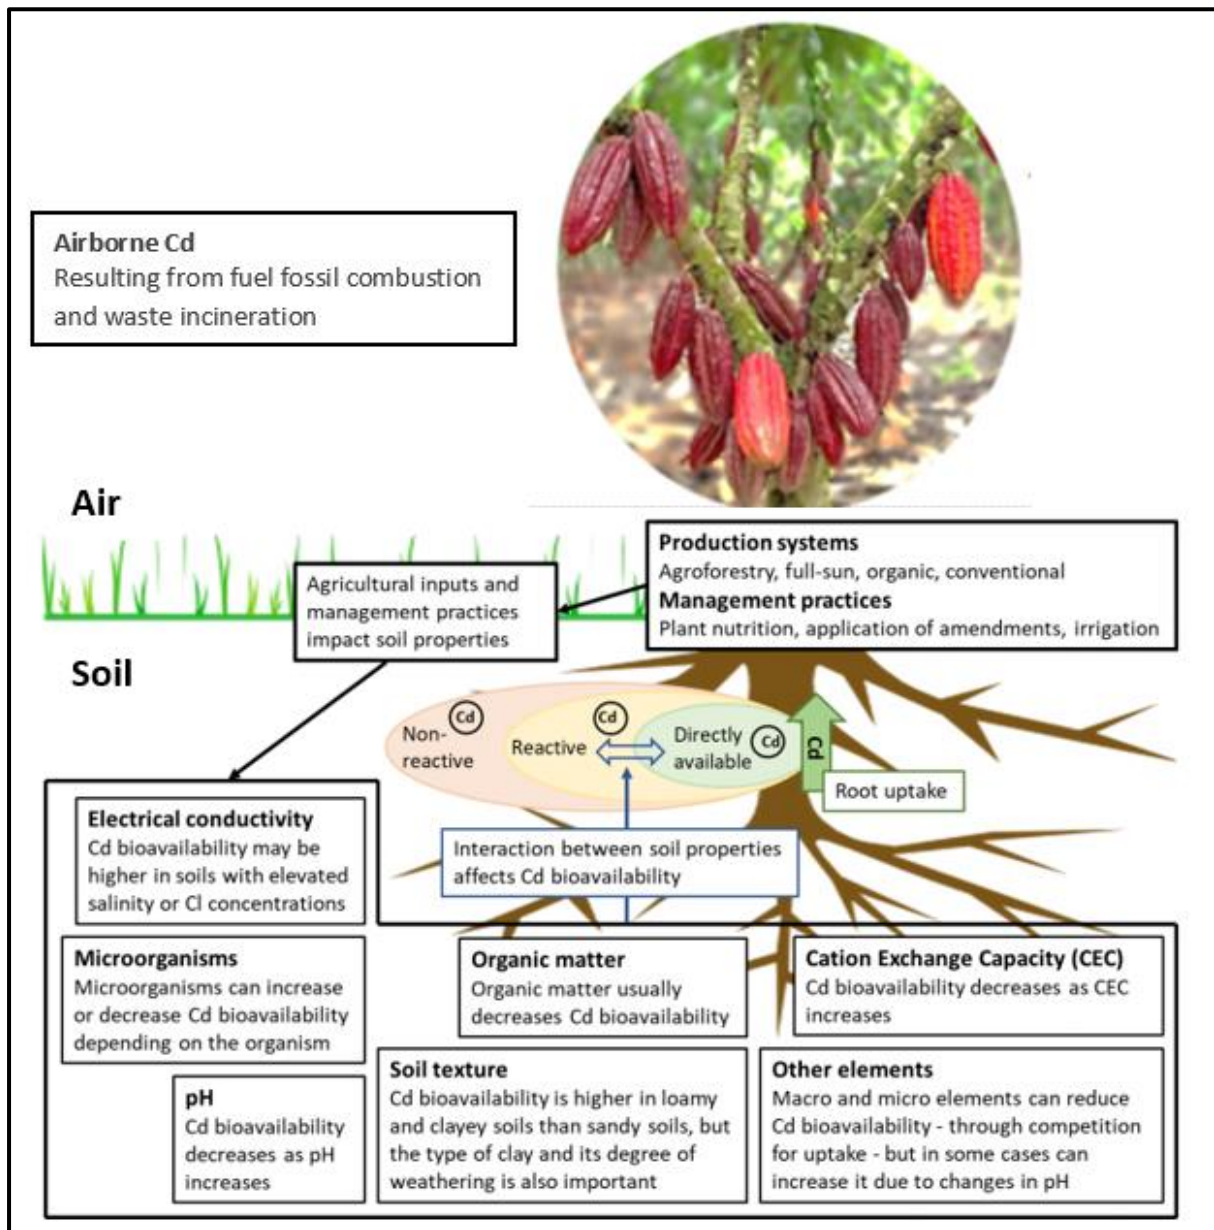 Airborne Cd
Resulting from fuel fossil combustion
and waste incineration
Air
Production systems
Agroforestry, full-sun, organic, conventional
Management practices
Plant nutrition, application of amendments, irrigation
Agricultural inputs and
management practices
impact soil properties
Soil
Cd
Non-
reactive
Cd
Reactive
Directly
available
Cd
Cd
Root uptake
Interaction between soil properties
affects Cd bioavailability
Electrical conductivity
Cd bioavailability may be
higher in soils with elevated
salinity or Cl concentrations
Microorganisms
Microorganisms can increase
or decrease Cd bioavailability
depending on the organism
Organic matter
Organic matter usually
decreases Cd bioavailability
Cation Exchange Capacity (CEC)
Cd bioavailability decreases as CEC
increases
pH
Cd bioavailability
decreases as pH
increases
Soil texture
Cd bioavailability is higher in loamy
and clayey soils than sandy soils, but
the type of clay and its degree of
weathering is also important
Other elements
Macro and micro elements can reduce
Cd bioavailability - through competition
for uptake - but in some cases can
increase it due to changes in pH